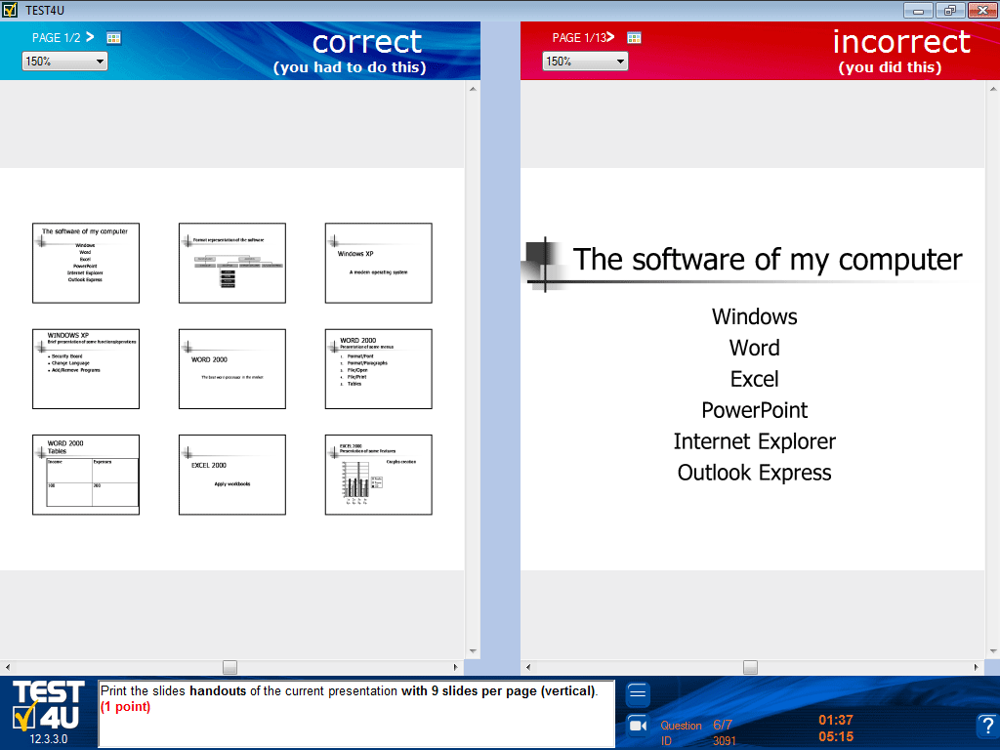 TEST4U
PAGE 1/2 >
correct
150%
(you had to do this)
PAGE 1/13>
incorrect
150%
(you did this)
The software of my computer
Windows
Word
Excel
PowerPoint
Internet Explorer
Outlook Express
Format representation of the software
Windows XP
A modern operating system
WINDOWS XP
Brief presentation of some functions/operations
• Security Board
• Change Language
• Add/Remove Programs
WORD 2000
The best word processor in the market
WORD 2000
Presentation of some menus
1. Format/Font
2. Format/Paragraphs
3. File/Open
4. File/Print
5. Tables
WORD 2000
Tables
Income Expenses
100 200
EXCEL 2000
Apply workbooks
EXCEL 2000
Presentation of some features
Graphs creation
The software of my computer
Windows
Word
Excel
PowerPoint
Internet Explorer
Outlook Express
TEST
4U
12.3.3.0
Print the slides handouts of the current presentation with 9 slides per page (vertical).
(1 point)
Question 6/7
ID 3091
01:37
05:15
?